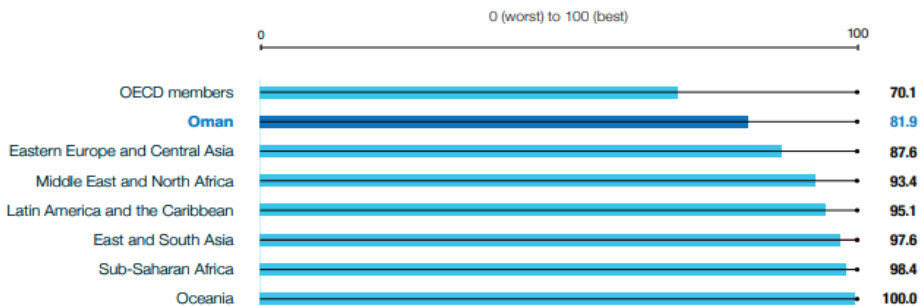 0 (worst) to 100 (best)
0 100
OECD members 70.1
Oman 81.9
Eastern Europe and Central Asia 87.6
Middle East and North Africa 93.4
Latin America and the Caribbean 95.1
East and South Asia 97.6
Sub-Saharan Africa 98.4
Oceania 100.0